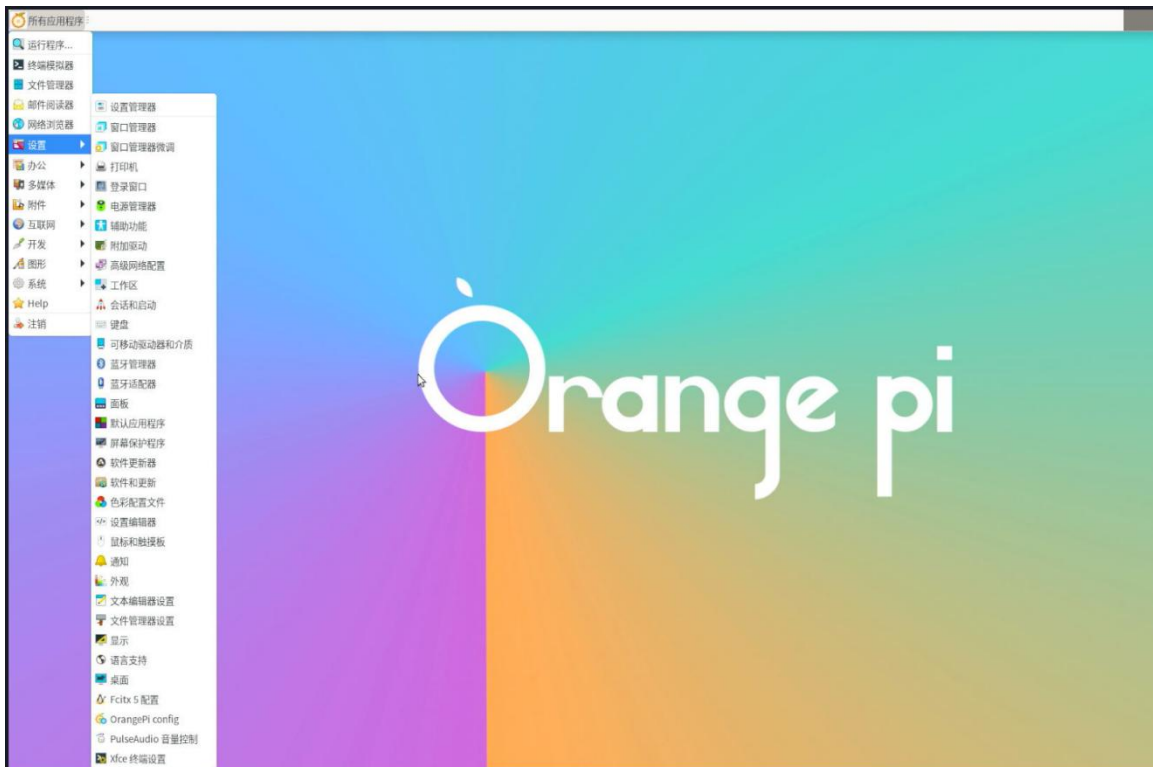 所有应用程序
运行程序...
终端模拟器
文件管理器
邮件阅读器
网络浏览器
设置
办公
多媒体
附件
互联网
开发
图形
系统
Help
注销
设置管理器
窗口管理器
窗口管理器微调
打印机
登录窗口
电源管理器
辅助功能
附加驱动
高级网络配置
工作区
会话和启动
键盘
可移动驱动器和介质
蓝牙管理器
蓝牙适配器
面板
默认应用程序
屏幕保护程序
软件更新器
软件和更新
色彩配置文件
设置编辑器
鼠标和触摸板
通知
外观
文本编辑器设置
文件管理器设置
显示
语言支持
桌面
Fcitx 5 配置
OrangePi config
PulseAudio 音量控制
Xfce 终端设置
Orange pi